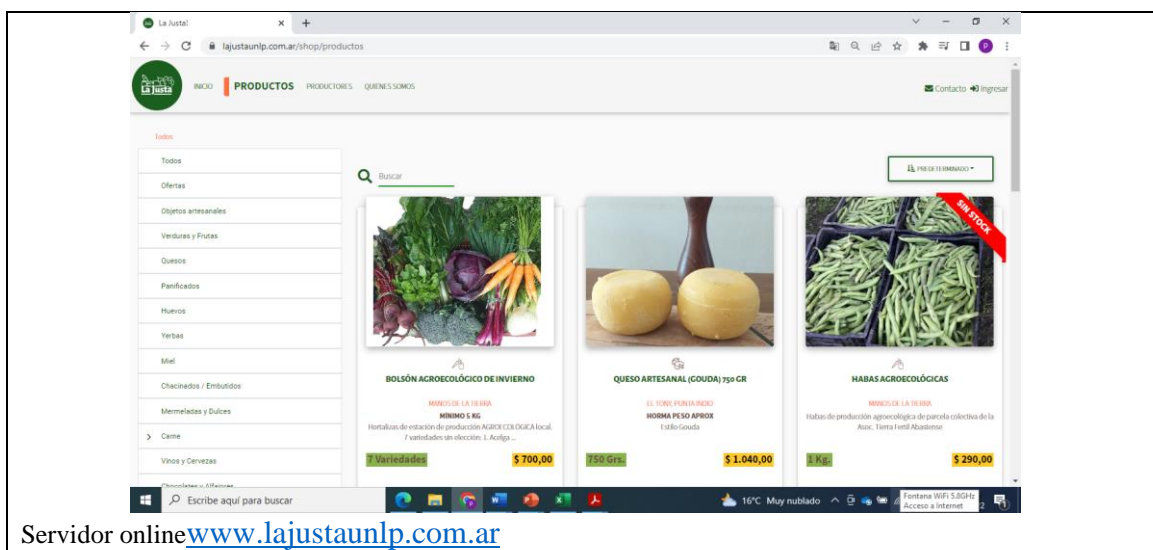 La Justa!
lajustaunlp.com.ar/shop/productos
La Justa
INICIO PRODUCTOS PRODUCTORES QUIENES SOMOS
Contacto Ingresar
Todos
Todos
Ofertas
Objetos artesanales
Verduras y Frutas
Quesos
Panificados
Huevos
Yerbas
Miel
Chacinados / Embutidos
Mermeladas y Dulces
Carne
Vinos y Cervezas
Chocolates y Alfajores
Buscar
PREDETERMINADO
BOLSÓN AGROECOLÓGICO DE INVIERNO
MANOS DE LA TIERRA
MÍNIMO 5 KG
Hortalizas de estación de producción AGROECOLÓGICA local.
7 variedades sin elección: 1. Acelga ...
7 Variedades $ 700,00
QUESO ARTESANAL (GOUDA) 750 GR
EL TONY, PUNTA INDIO
HORMA PESO APROX
Estilo Gouda
750 Grs. $ 1.040,00
SIN STOCK
HABAS AGROECOLÓGICAS
MANOS DE LA TIERRA
Habas de producción agroecológica de parcela colectiva de la
Asoc. Tierra Fertil Abastense
1 Kg. $ 290,00
Escribe aquí para buscar
16°C Muy nublado
Fontana WiFi 5.8GHz
Acceso a Internet
Servidor onlinewww.lajustaunlp.com.ar